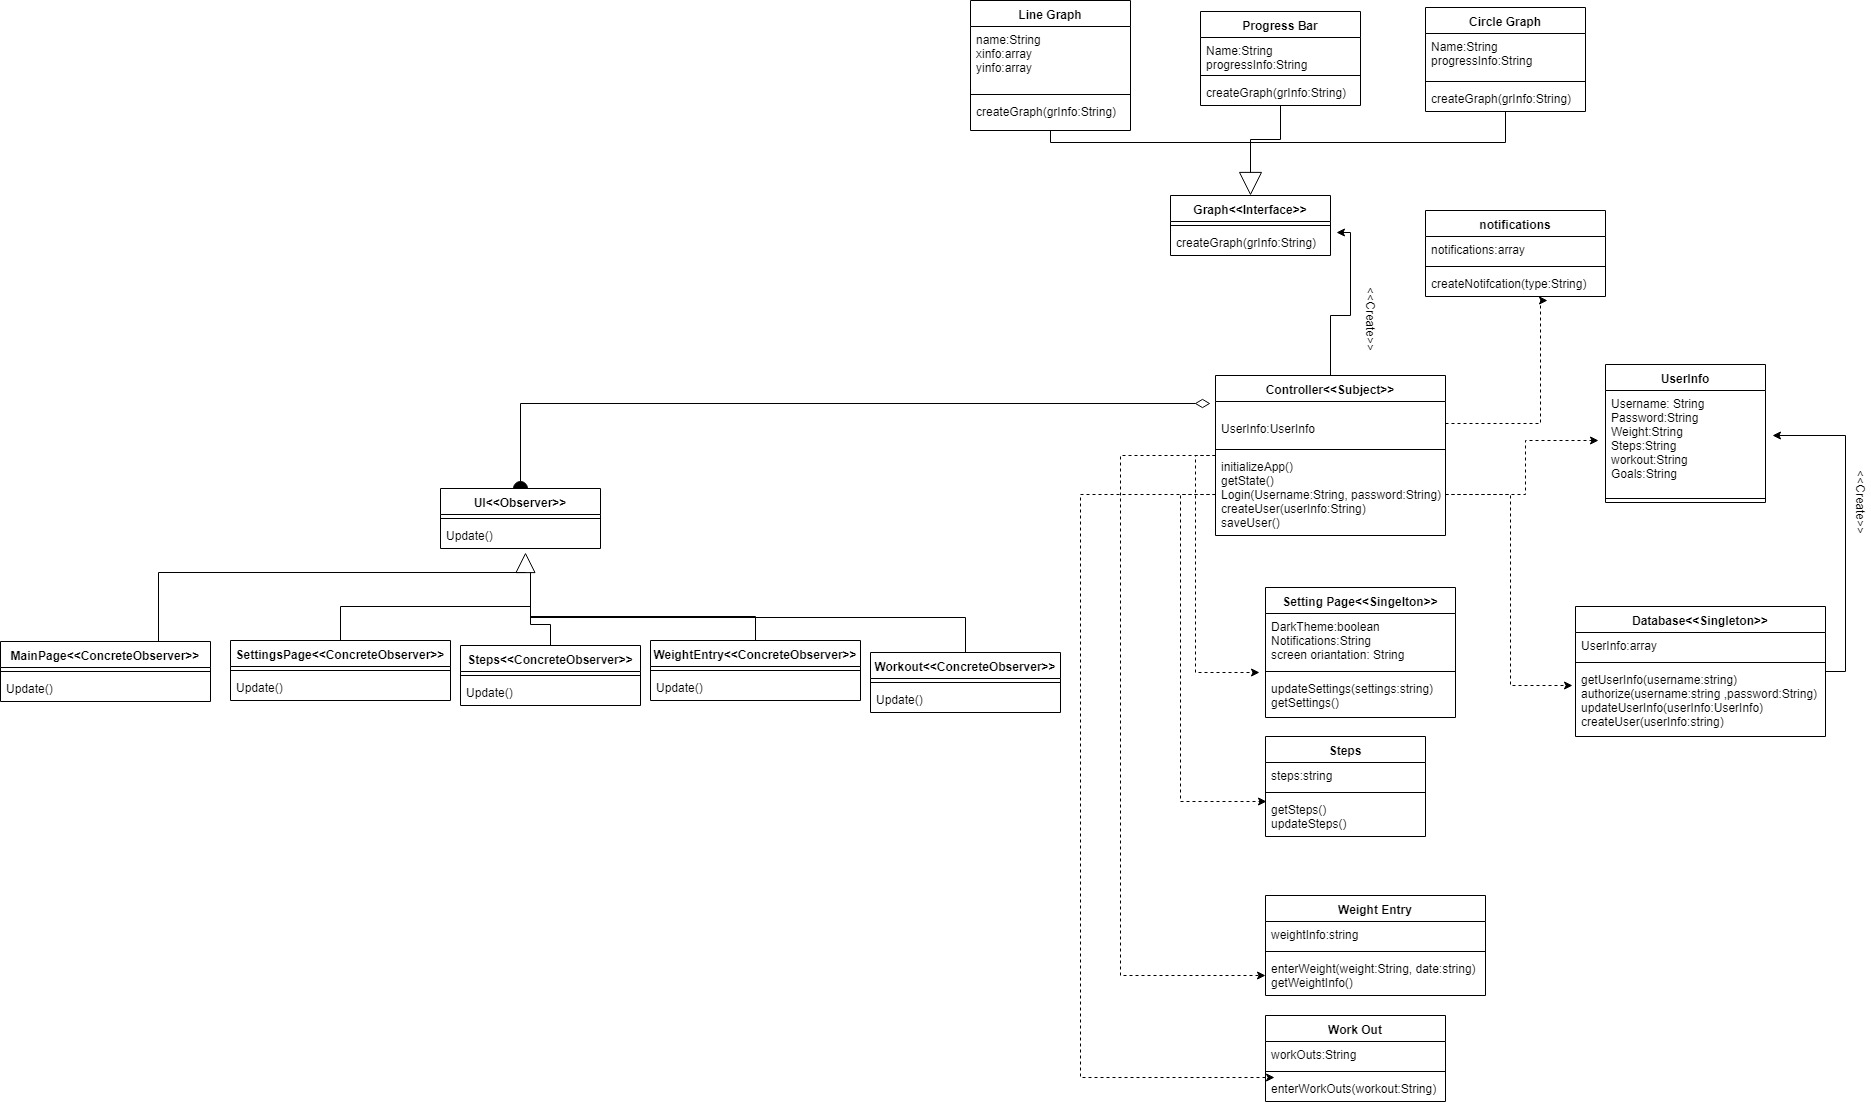 Line Graph
name:String
xinfo:array
yinfo:array
createGraph(grInfo:String)
Progress Bar
Name:String
progressInfo:String
createGraph(grInfo:String)
Circle Graph
Name:String
progressInfo:String
createGraph(grInfo:String)
Graph<<Interface>>
createGraph(grInfo:String)
notifications
notifications:array
createNotifcation(type:String)
<<Create>>
Controller<<Subject>>
UserInfo:UserInfo
initializeApp()
getState()
Login(Username:String, password:String)
createUser(userInfo:String)
saveUser()
UserInfo
Username: String
Password:String
Weight:String
Steps:String
workout:String
Goals:String
<<Create>>
UI<<Observer>>
Update()
MainPage<<ConcreteObserver>>
Update()
SettingsPage<<ConcreteObserver>>
Update()
Steps<<ConcreteObserver>>
Update()
WeightEntry<<ConcreteObserver>>
Update()
Workout<<ConcreteObserver>>
Update()
Setting Page<<Singelton>>
DarkTheme:boolean
Notifications:String
screen oriantation: String
updateSettings(settings:string)
getSettings()
Database<<Singleton>>
UserInfo:array
getUserInfo(username:string)
authorize(username:string ,password:String)
updateUserInfo(userInfo:UserInfo)
createUser(userInfo:string)
Steps
steps:string
getSteps()
updateSteps()
Weight Entry
weightInfo:string
enterWeight(weight:String, date:string)
getWeightInfo()
Work Out
workOuts:String
enterWorkOuts(workout:String)